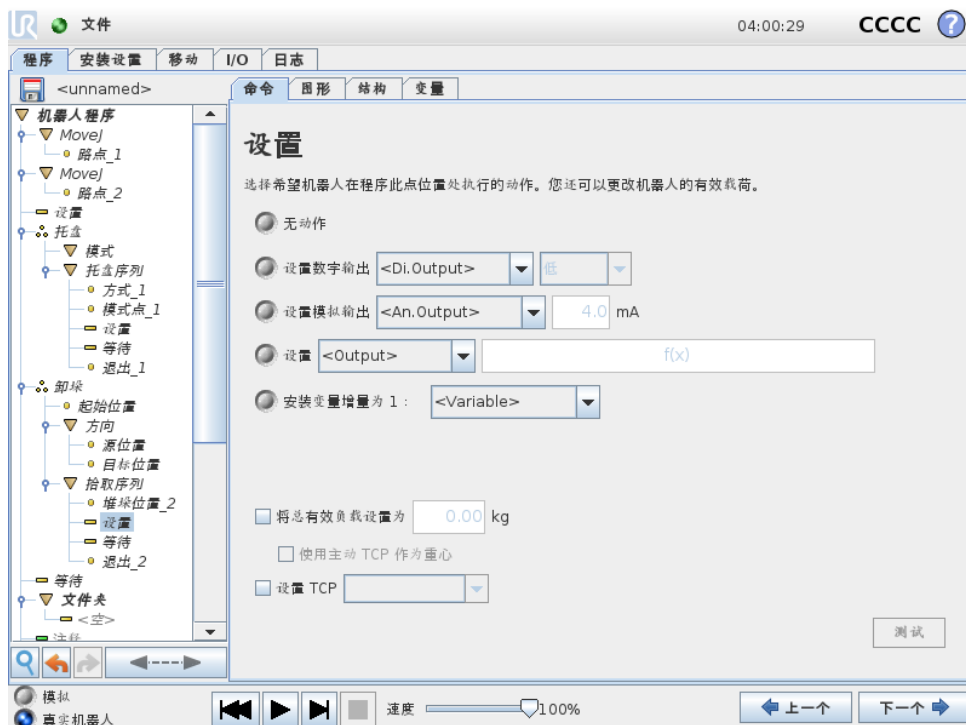 UR 文件 04:00:29 CCCC ?
程序 安装设置 移动 I/O 日志
<unnamed>
命令 图形 结构 变量
机器人程序
MoveJ
路点_1
MoveJ
路点_2
设置
托盘
模式
托盘序列
方式_1
模式点_1
设置
等待
退出_1
卸垛
起始位置
方向
源位置
目标位置
拾取序列
堆垛位置_2
设置
等待
退出_2
等待
文件夹
<空>
注释
设置
选择希望机器人在程序此点位置处执行的动作。您还可以更改机器人的有效载荷。
无动作
设置数字输出 <Di.Output> 低
设置模拟输出 <An.Output> 4.0 mA
设置 <Output> f(x)
安装变量增量为 1： <Variable>
将总有效负载设置为 0.00 kg
使用主动 TCP 作为重心
设置 TCP
测试
模拟
真实机器人
速度 100%
上一个 下一个